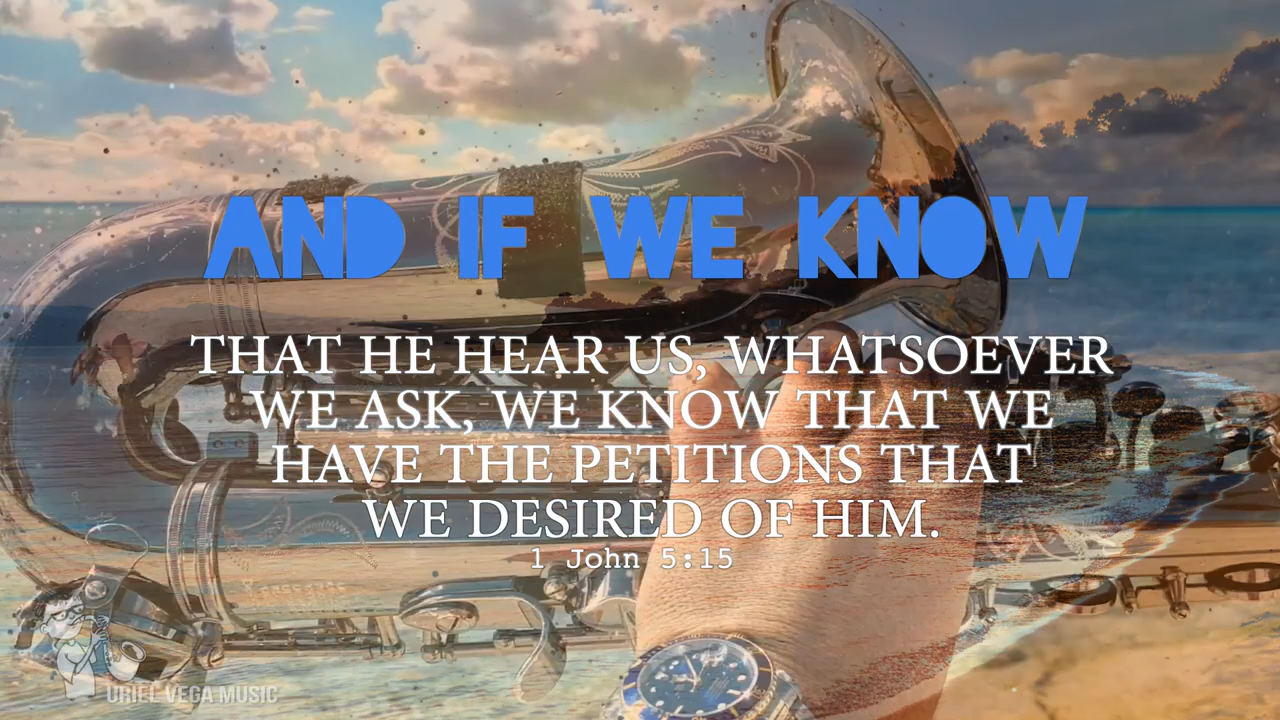 AND IF WE KNOW
THAT HE HEAR US, WHATSOEVER
WE ASK, WE KNOW THAT WE
HAVE THE PETITIONS THAT
WE DESIRED OF HIM.
1 John 5:15
URIEL VEGA MUSIC